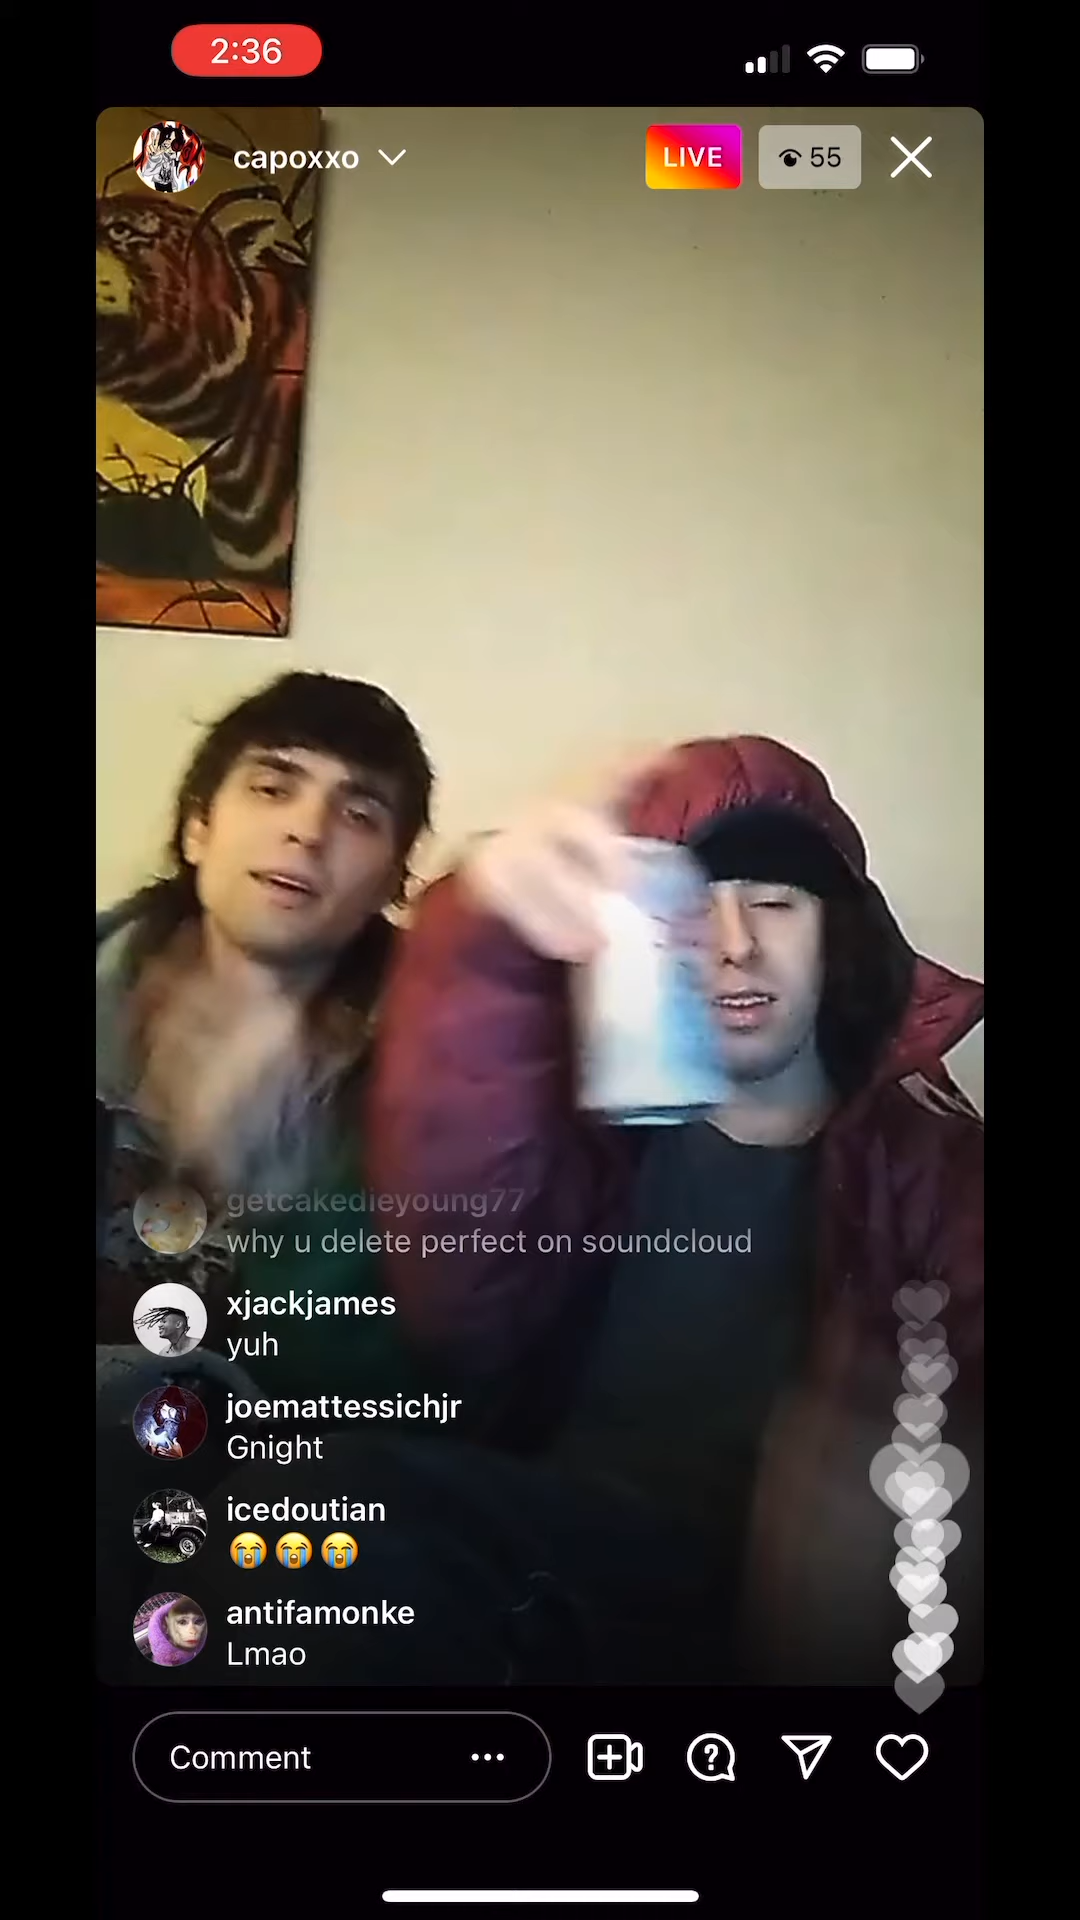 2:36
capoxxo
LIVE
55
getcakedieyoung77
why u delete perfect on soundcloud
xjackjames
yuh
joemattessichjr
Gnight
icedoutian
😭😭😭
antifamonke
Lmao
Comment